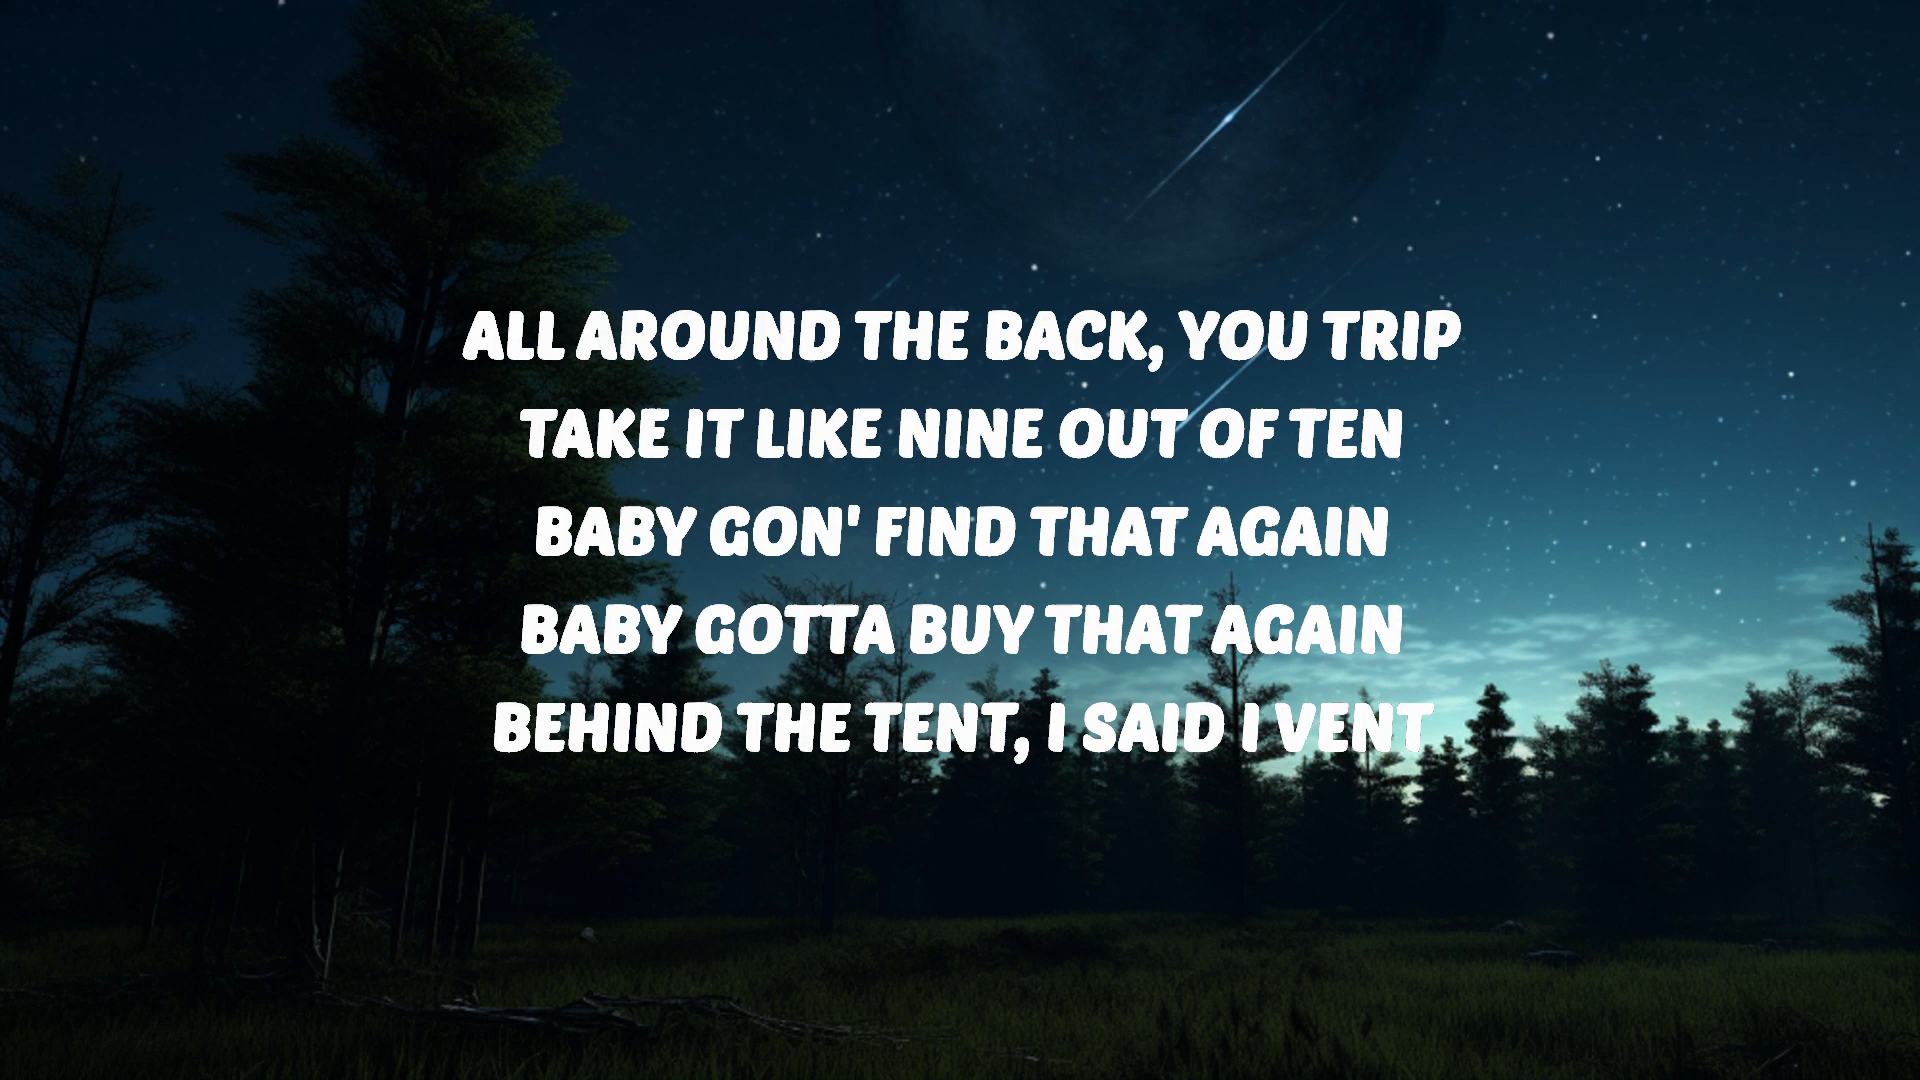 ALL AROUND THE BACK, YOU TRIP
TAKE IT LIKE NINE OUT OF TEN
BABY GON' FIND THAT AGAIN
BABY GOTTA BUY THAT AGAIN
BEHIND THE TENT, I SAID I VENT